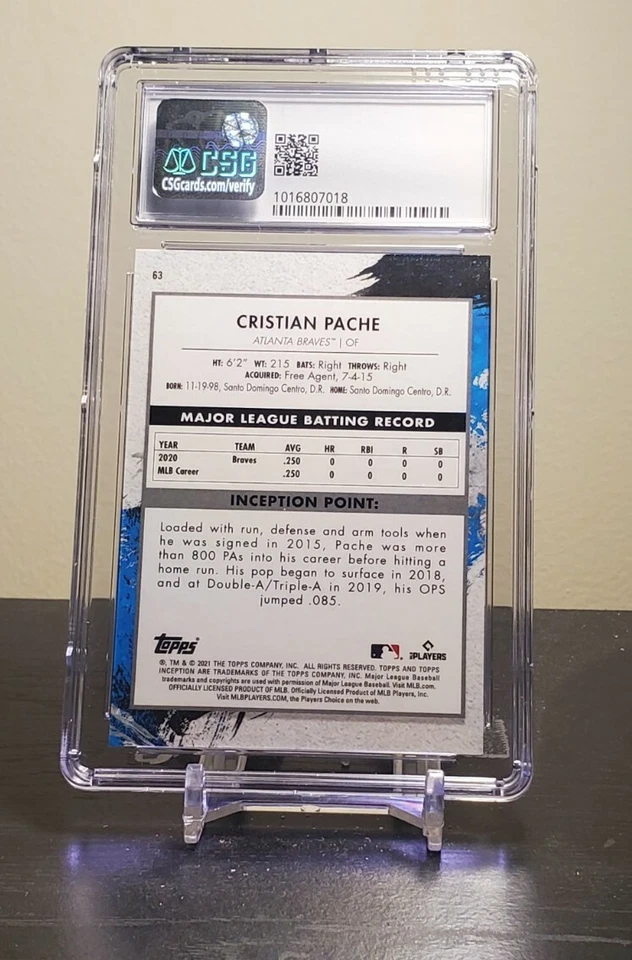 CSG
CSGcards.com/verify
1016807018
63
CRISTIAN PACHE
ATLANTA BRAVES™ | OF
HT: 6'2" WT: 215 BATS: Right THROWS: Right
ACQUIRED: Free Agent, 7-4-15
BORN: 11-19-98, Santo Domingo Centro, D.R. HOME: Santo Domingo Centro, D.R.
MAJOR LEAGUE BATTING RECORD
YEAR TEAM AVG HR RBI R SB
2020 Braves .250 0 0 0 0
MLB Career .250 0 0 0 0
INCEPTION POINT:
Loaded with run, defense and arm tools when
he was signed in 2015, Pache was more
than 800 PAs into his career before hitting a
home run. His pop began to surface in 2018,
and at Double-A/Triple-A in 2019, his OPS
jumped .085.
Topps®
PLAYERS
®, TM & © 2021 THE TOPPS COMPANY, INC. ALL RIGHTS RESERVED. TOPPS AND TOPPS
INCEPTION ARE TRADEMARKS OF THE TOPPS COMPANY, INC. Major League Baseball
trademarks and copyrights are used with permission of Major League Baseball. Visit MLB.com.
OFFICIALLY LICENSED PRODUCT OF MLB. Officially Licensed Product of MLB Players, Inc.
Visit MLBPLAYERS.COM, the Players Choice on the web.